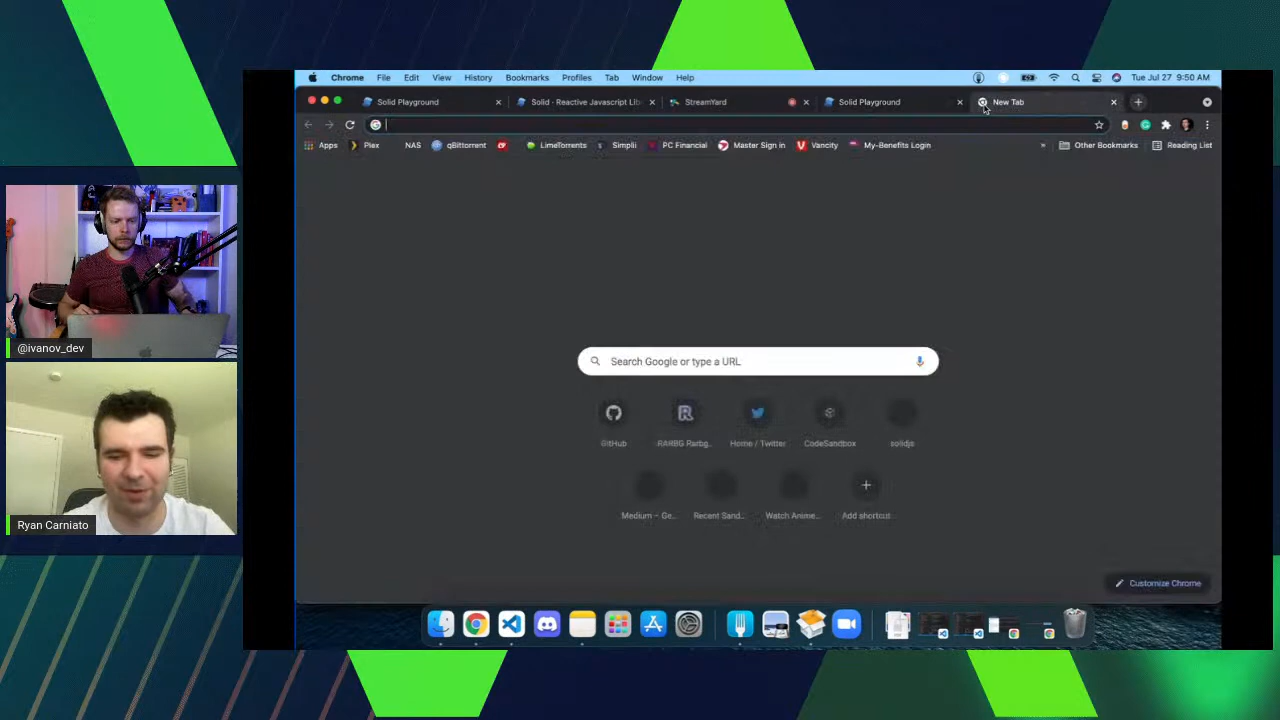 Chrome File Edit View History Bookmarks Profiles Tab Window Help Tue Jul 27 9:50 AM
Solid Playground Solid · Reactive Javascript Lib StreamYard Solid Playground New Tab
Apps Plex NAS qBittorrent LimeTorrents Simplii PC Financial Master Sign in Vancity My-Benefits Login » Other Bookmarks Reading List
@ivanov_dev
Search Google or type a URL
GitHub RARBG Rarbg... Home / Twitter CodeSandbox solidjs
Medium – Ge... Recent Sand... Watch Anime... Add shortcut
Ryan Carniato
Customize Chrome